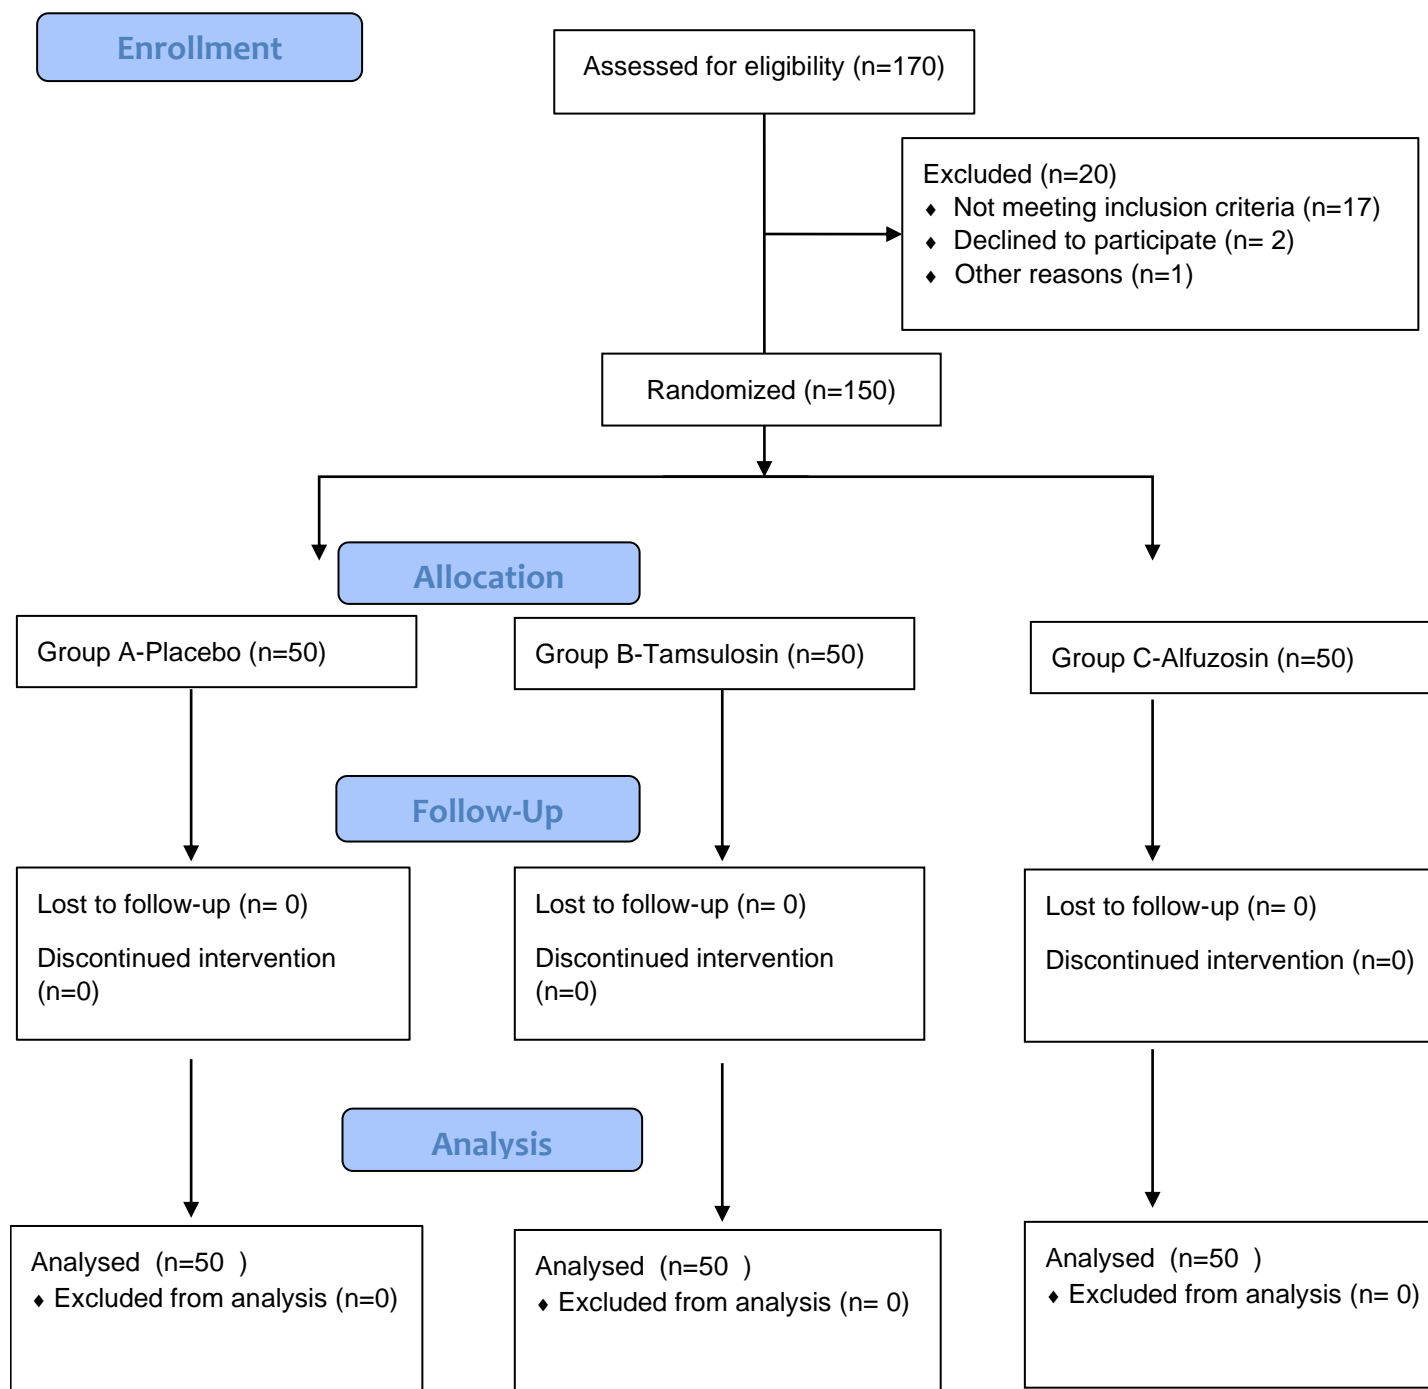 Enrollment
Assessed for eligibility (n=170)
Excluded (n=20)
♦ Not meeting inclusion criteria (n=17)
♦ Declined to participate (n= 2)
♦ Other reasons (n=1)
Randomized (n=150)
Allocation
Group A-Placebo (n=50)
Group B-Tamsulosin (n=50)
Group C-Alfuzosin (n=50)
Follow-Up
Lost to follow-up (n= 0)
Discontinued intervention
(n=0)
Lost to follow-up (n= 0)
Discontinued intervention
(n=0)
Lost to follow-up (n= 0)
Discontinued intervention (n=0)
Analysis
Analysed  (n=50  )
♦ Excluded from analysis (n=0)
Analysed  (n=50  )
♦ Excluded from analysis (n= 0)
Analysed  (n=50  )
♦ Excluded from analysis (n= 0)